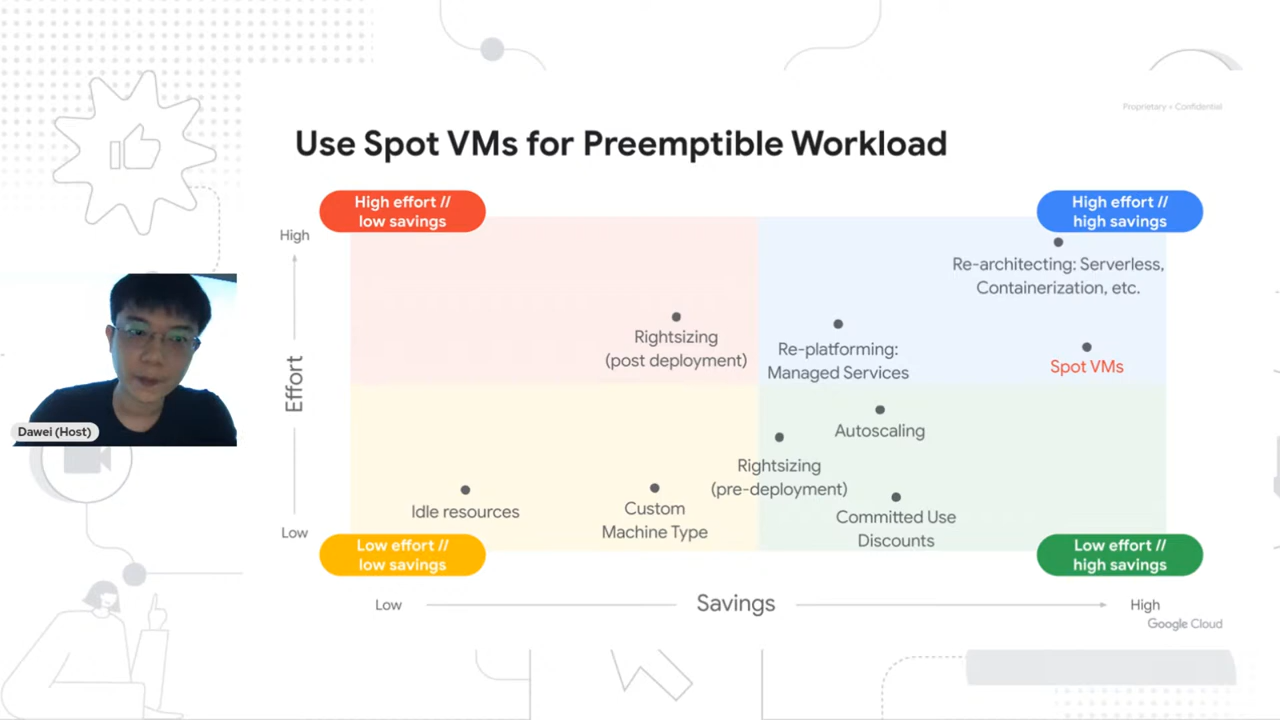 Proprietary + Confidential
Use Spot VMs for Preemptible Workload
High effort //
low savings
High effort //
high savings
High
Re-architecting: Serverless,
Containerization, etc.
Rightsizing
(post deployment)
Re-platforming:
Managed Services
Spot VMs
Effort
Autoscaling
Dawei (Host)
Rightsizing
(pre-deployment)
Idle resources
Custom
Machine Type
Committed Use
Discounts
Low
Low effort //
low savings
Low effort //
high savings
Low
Savings
High
Google Cloud